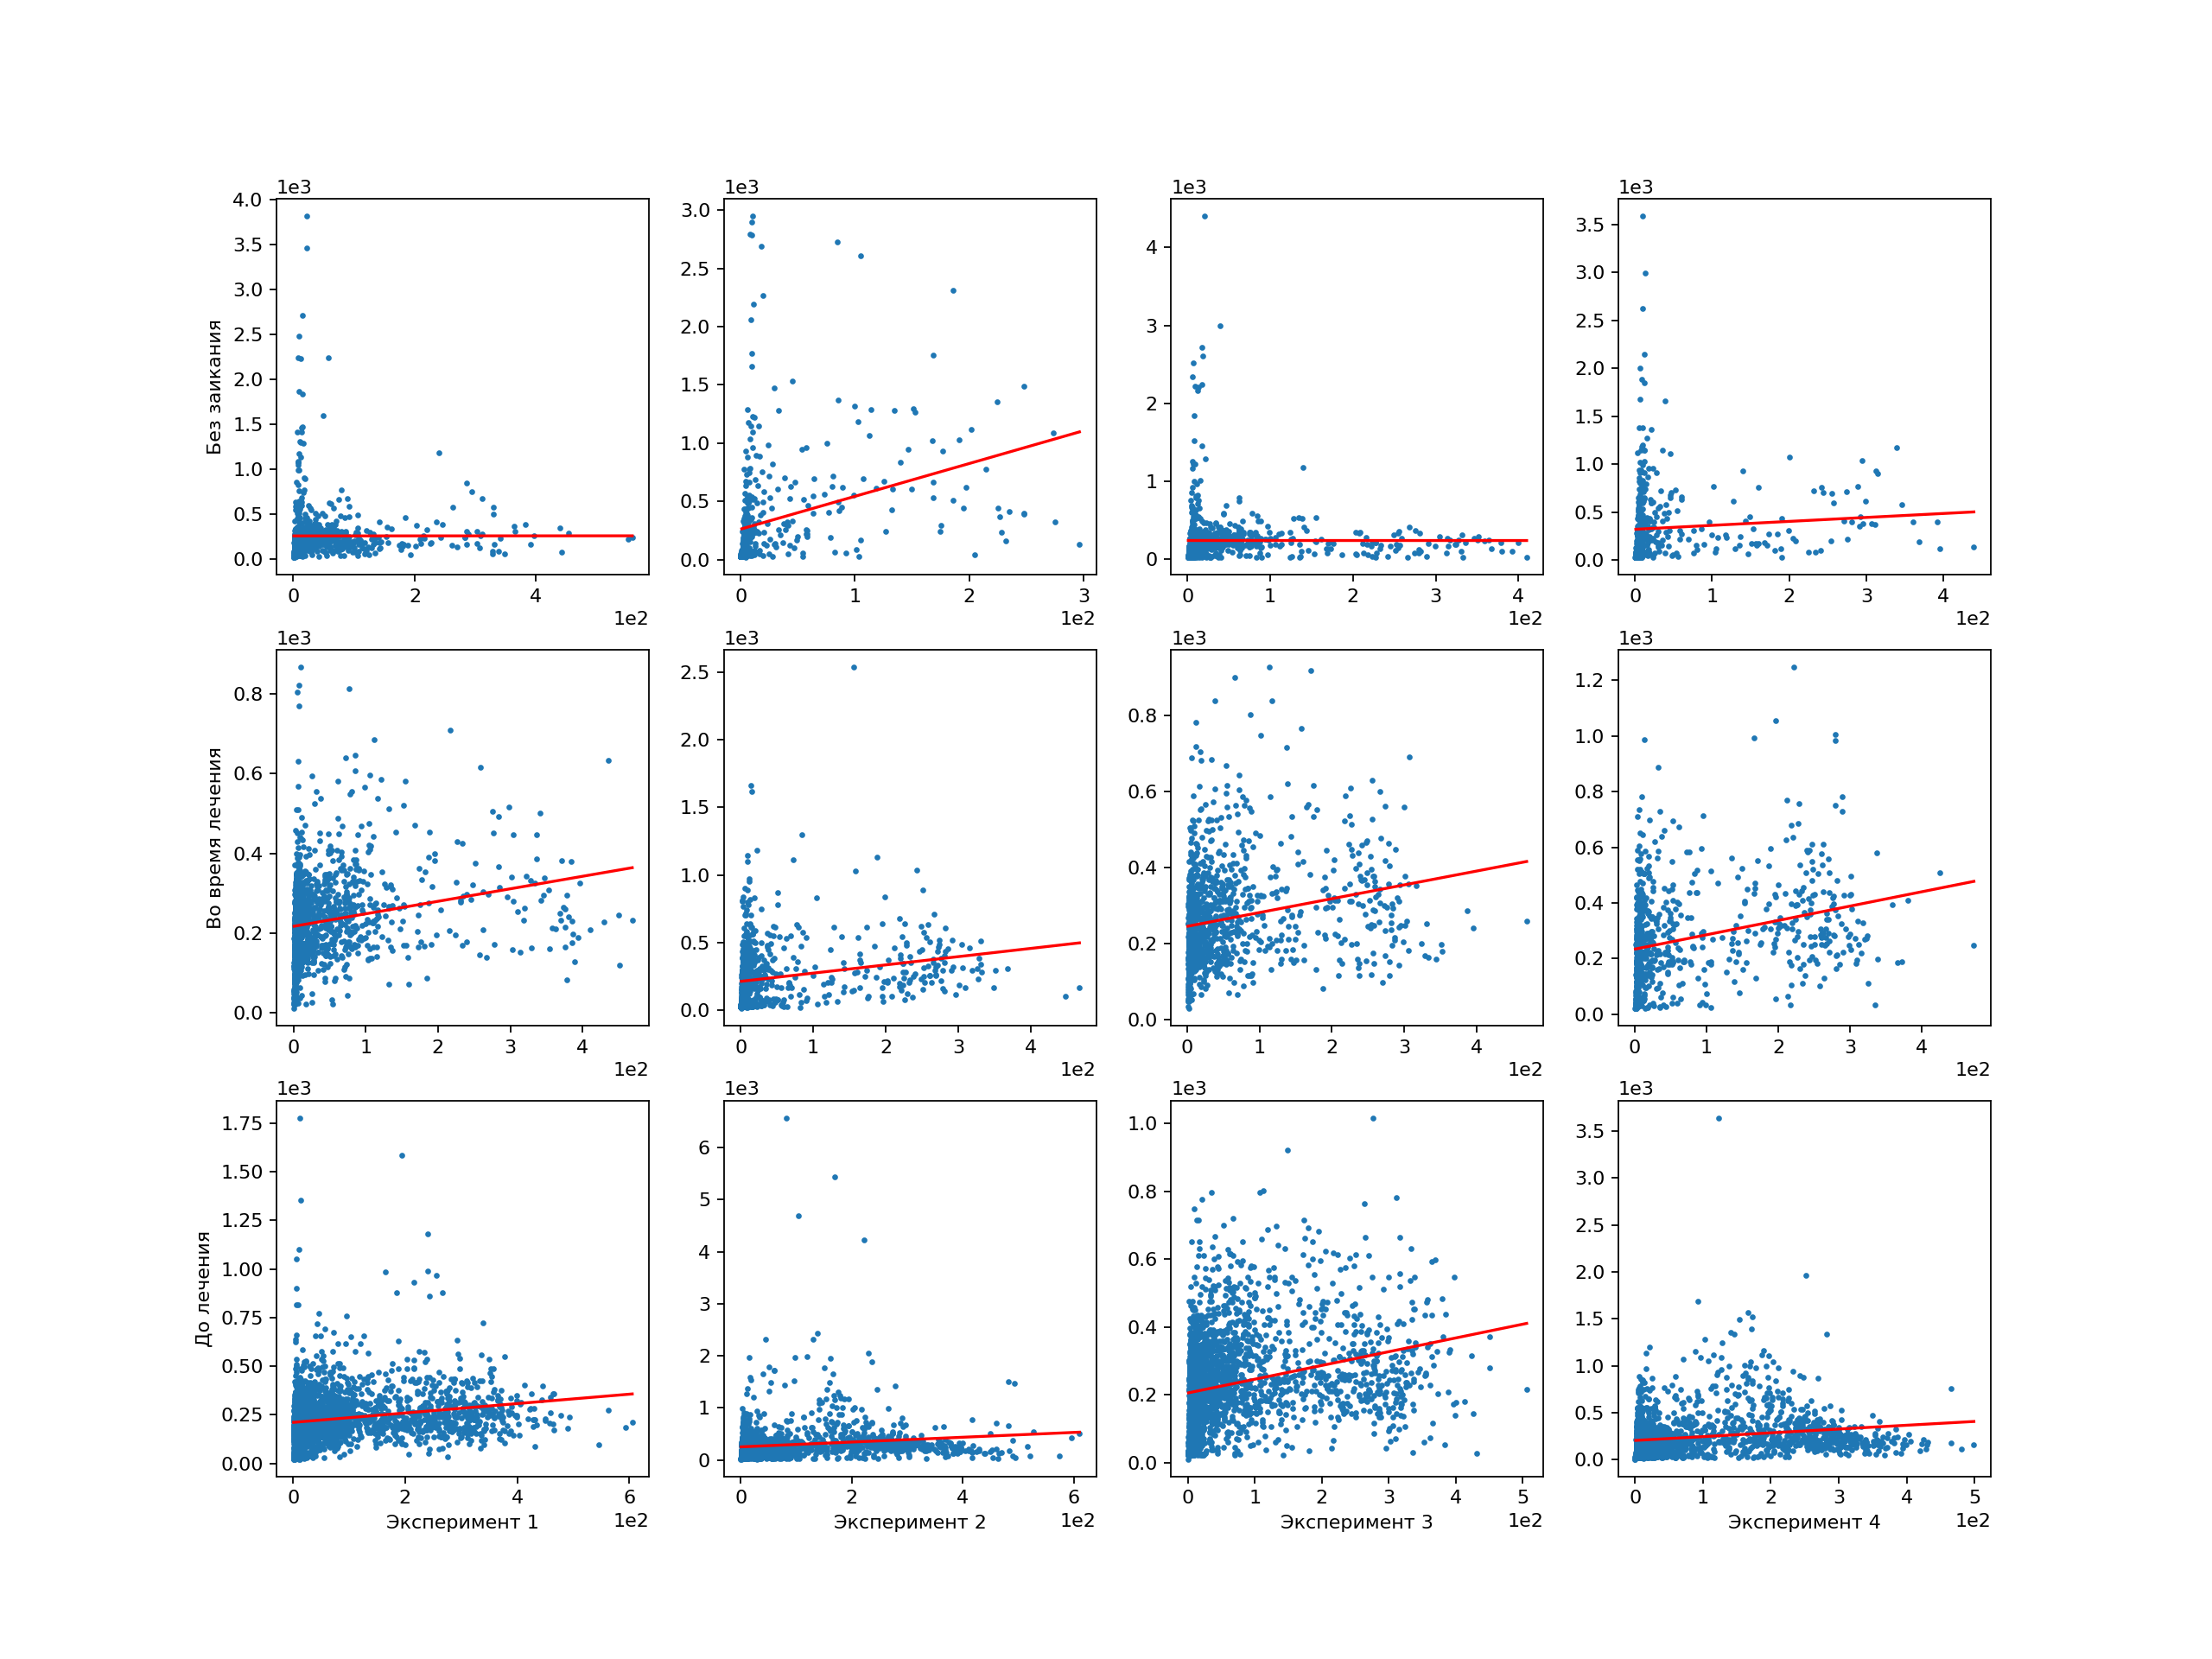 1e3 1e3 1e3 1e3
4.0 3.5 3.0 2.5 2.0 1.5 1.0 0.5 0.0
Без заикания
0 2 4
1e2
3.0 2.5 2.0 1.5 1.0 0.5 0.0
0 1 2 3
1e2
4 3 2 1 0
0 1 2 3 4
1e2
3.5 3.0 2.5 2.0 1.5 1.0 0.5 0.0
0 1 2 3 4
1e2
1e3 1e3 1e3 1e3
0.8 0.6 0.4 0.2 0.0
Во время лечения
0 1 2 3 4
1e2
2.5 2.0 1.5 1.0 0.5 0.0
0 1 2 3 4
1e2
0.8 0.6 0.4 0.2 0.0
0 1 2 3 4
1e2
1.2 1.0 0.8 0.6 0.4 0.2 0.0
0 1 2 3 4
1e2
1e3 1e3 1e3 1e3
1.75 1.50 1.25 1.00 0.75 0.50 0.25 0.00
До лечения
0 2 4 6
Эксперимент 1
1e2
6 5 4 3 2 1 0
0 2 4 6
Эксперимент 2
1e2
1.0 0.8 0.6 0.4 0.2 0.0
0 1 2 3 4 5
Эксперимент 3
1e2
3.5 3.0 2.5 2.0 1.5 1.0 0.5 0.0
0 1 2 3 4 5
Эксперимент 4
1e2